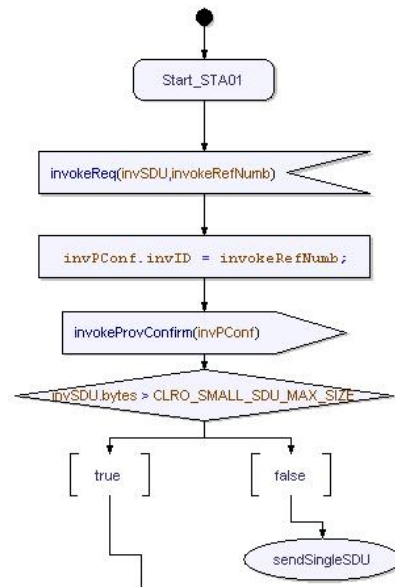 Start_STA01
invokeReq(invSDU,invokeRefNumb)
invPConf.invID = invokeRefNumb;
invokeProvConfirm(invPConf)
invSDU.bytes > CLRO_SMALL_SDU_MAX_SIZE
true
false
sendSingleSDU